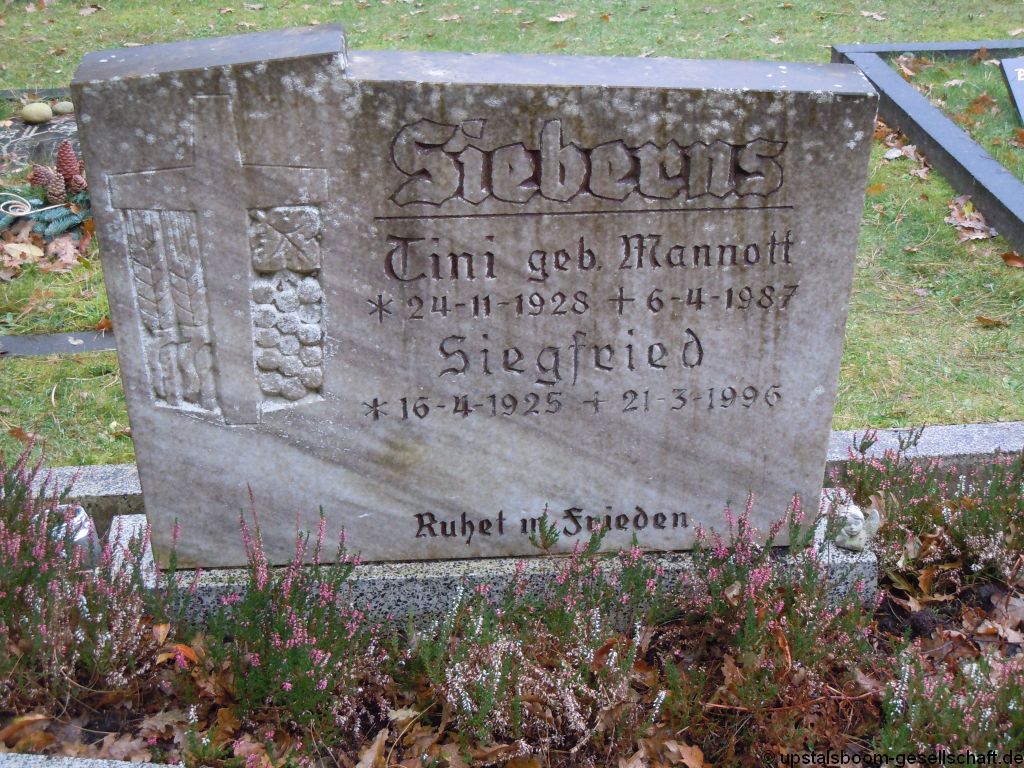 Sieberns
Tini geb. Mannott
* 24-11-1928 + 6-4-1987
Siegfried
* 16-4-1925 + 21-3-1996
Ruhet in Frieden
© upstalsboom-gesellschaft.de